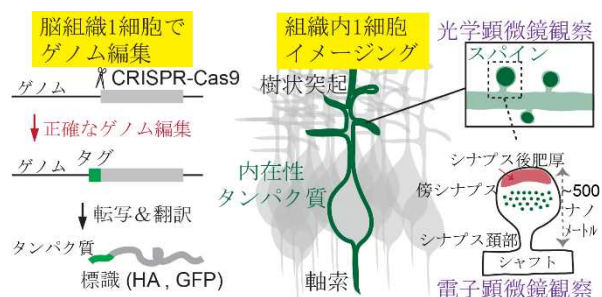 脳組織1細胞で
ゲノム編集
CRISPR-Cas9
ゲノム
正確なゲノム編集
ゲノム タグ
転写&翻訳
タンパク質
標識 (HA , GFP)
組織内1細胞
イメージング
樹状突起
内在性
タンパク質
軸索
光学顕微鏡観察
スパイン
シナプス後肥厚
傍シナプス
~500
ナノ
メートル
シナプス頚部
シャフト
電子顕微鏡観察